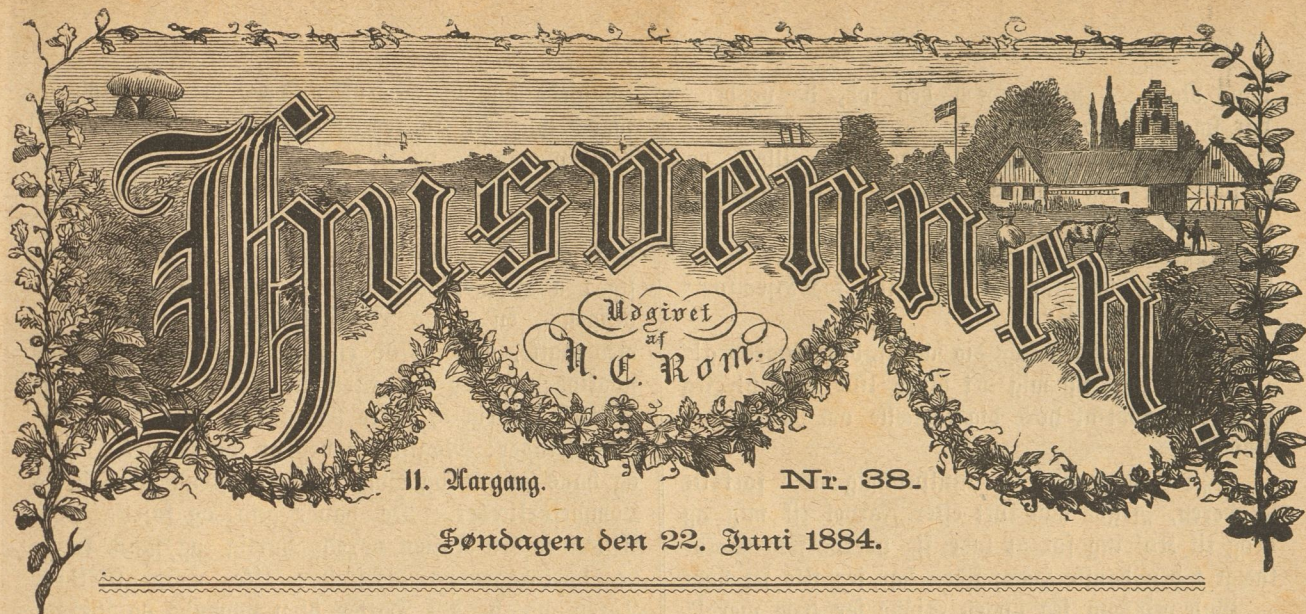 Husvennen.
Udgivet
af
N. C. Rom.
11. Aargang. Nr. 38.
Søndagen den 22. Juni 1884.